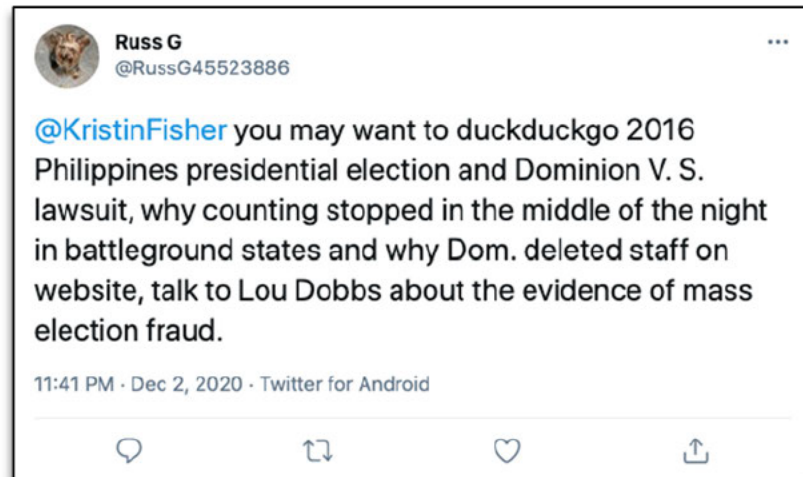 Russ G
@RussG45523886
@KristinFisher you may want to duckduckgo 2016
Philippines presidential election and Dominion V. S.
lawsuit, why counting stopped in the middle of the night
in battleground states and why Dom. deleted staff on
website, talk to Lou Dobbs about the evidence of mass
election fraud.
11:41 PM · Dec 2, 2020 · Twitter for Android